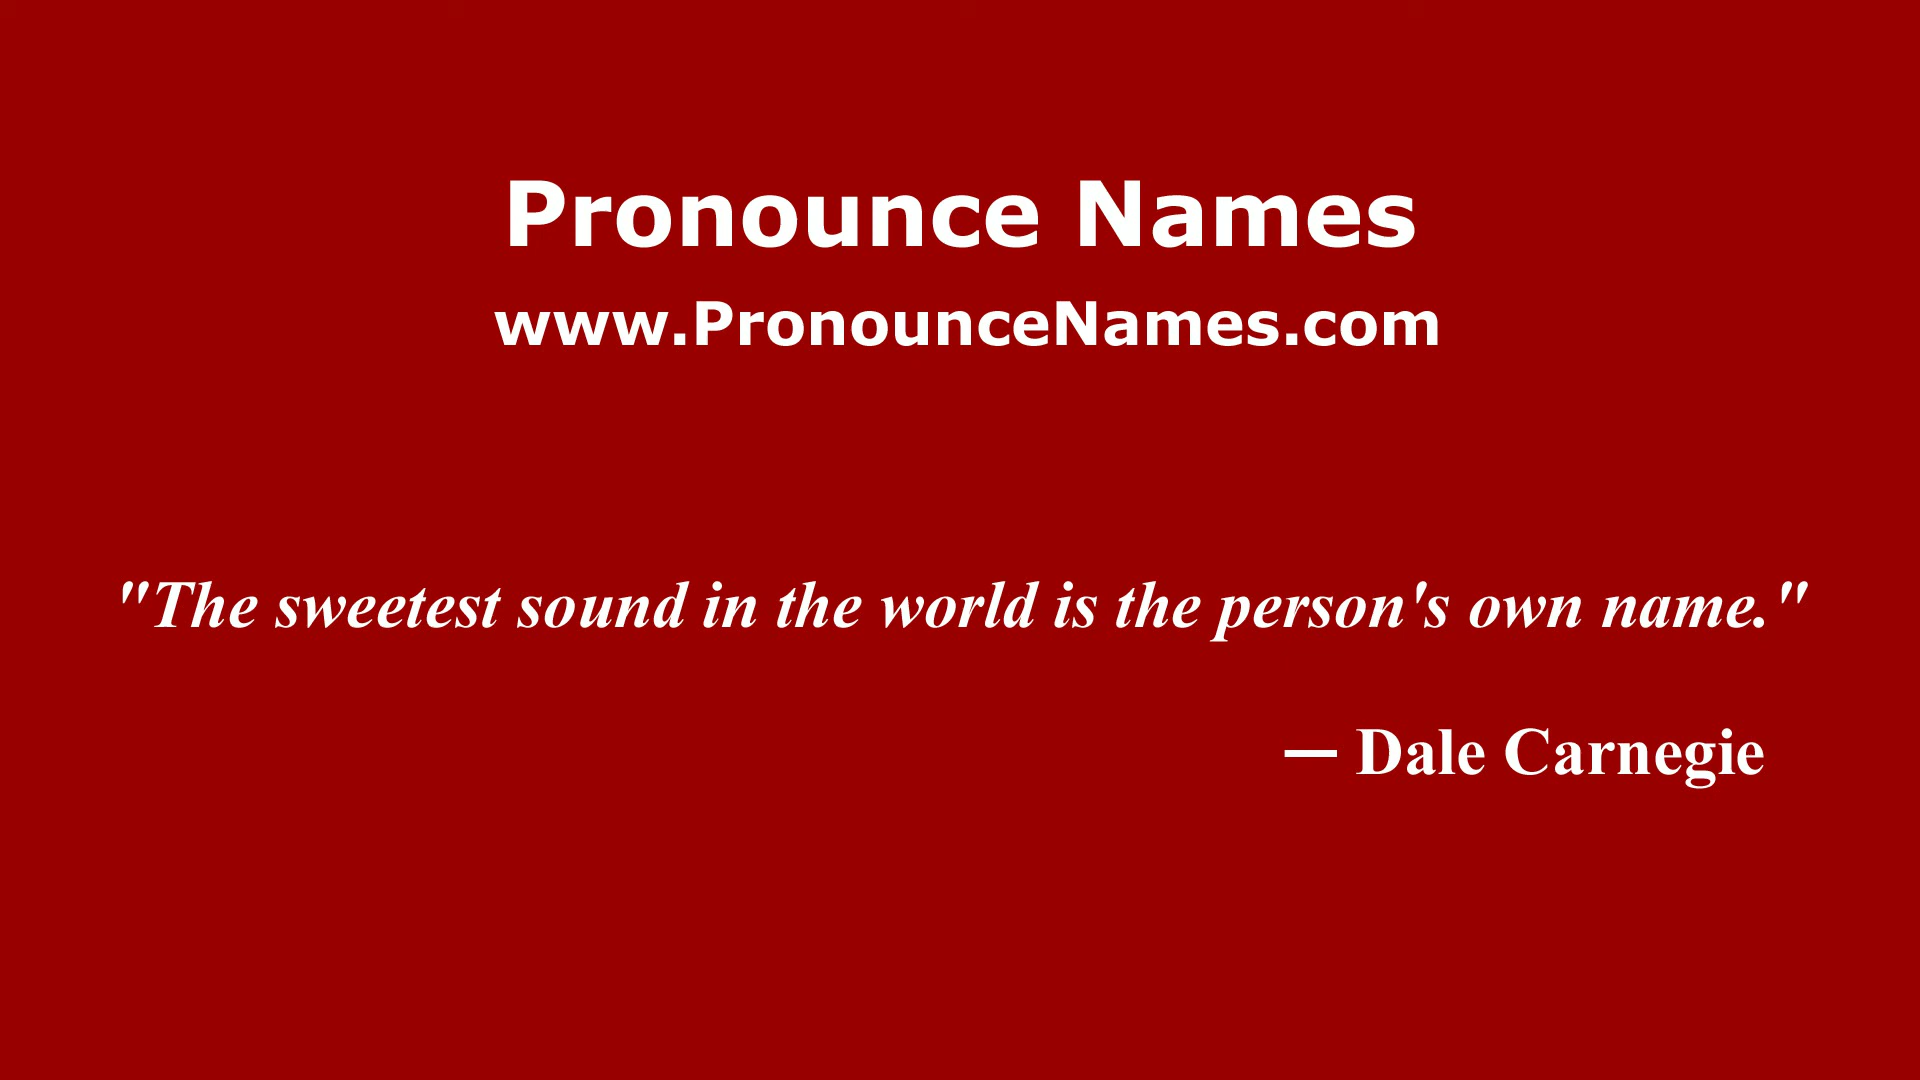 Pronounce Names
www.PronounceNames.com
"The sweetest sound in the world is the person's own name."
— Dale Carnegie